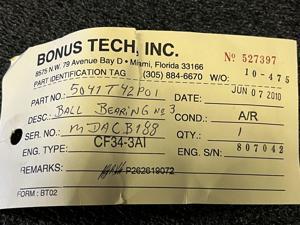 BONUS TECH, INC.
8575 N.W. 79 Avenue Bay D • Miami, Florida 33166
Nº 527397
PART IDENTIFICATION TAG (305) 884-6670 W/O: 10-475
PART NO.: 5041T42P01 DATE: JUN 07 2010
DESC.: BALL BEARING NO 3 COND.: A/R
SER. NO.: MDACB188 QTY.: 1
ENG. TYPE: CF34-3A1 ENG. S/N: 807042
REMARKS: P262619072
FORM: BT02